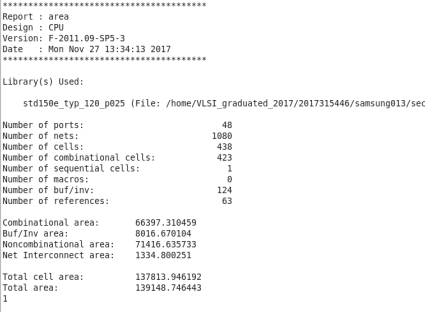 ****************************************
Report : area
Design : CPU
Version: F-2011.09-SP5-3
Date   : Mon Nov 27 13:34:13 2017
****************************************
Library(s) Used:
    std150e_typ_120_p025 (File: /home/VLSI_graduated_2017/2017315446/samsung013/sec
Number of ports:                           48
Number of nets:                          1080
Number of cells:                          438
Number of combinational cells:            423
Number of sequential cells:                 1
Number of macros:                           0
Number of buf/inv:                        124
Number of references:                      63
Combinational area:       66397.310459
Buf/Inv area:             8016.670104
Noncombinational area:    71416.635733
Net Interconnect area:    1334.800251
Total cell area:          137813.946192
Total area:               139148.746443
1